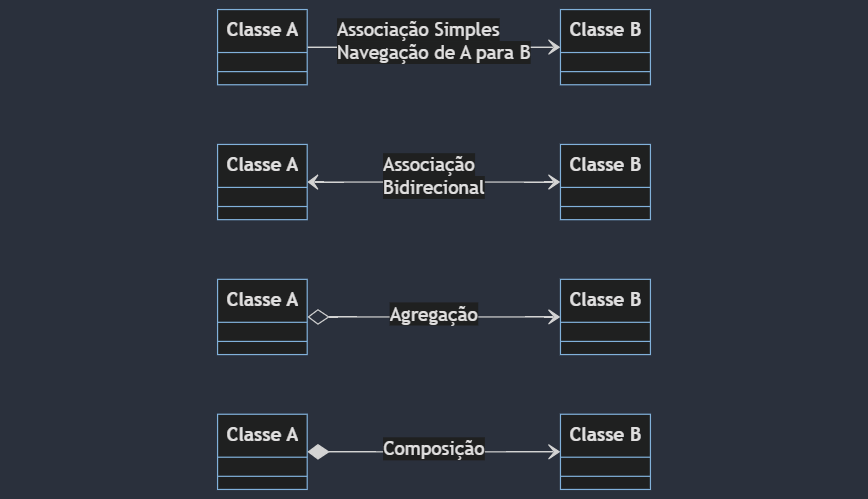 Classe A
Associação Simples
Navegação de A para B
Classe B
Classe A
Associação
Bidirecional
Classe B
Classe A
Agregação
Classe B
Classe A
Composição
Classe B